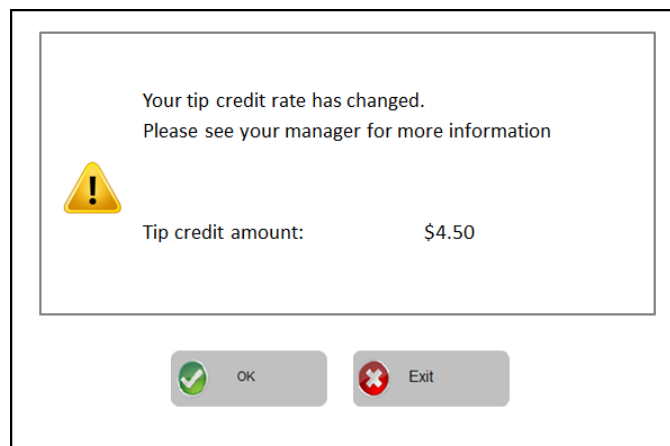 Your tip credit rate has changed.
Please see your manager for more information
Tip credit amount: $4.50
OK Exit